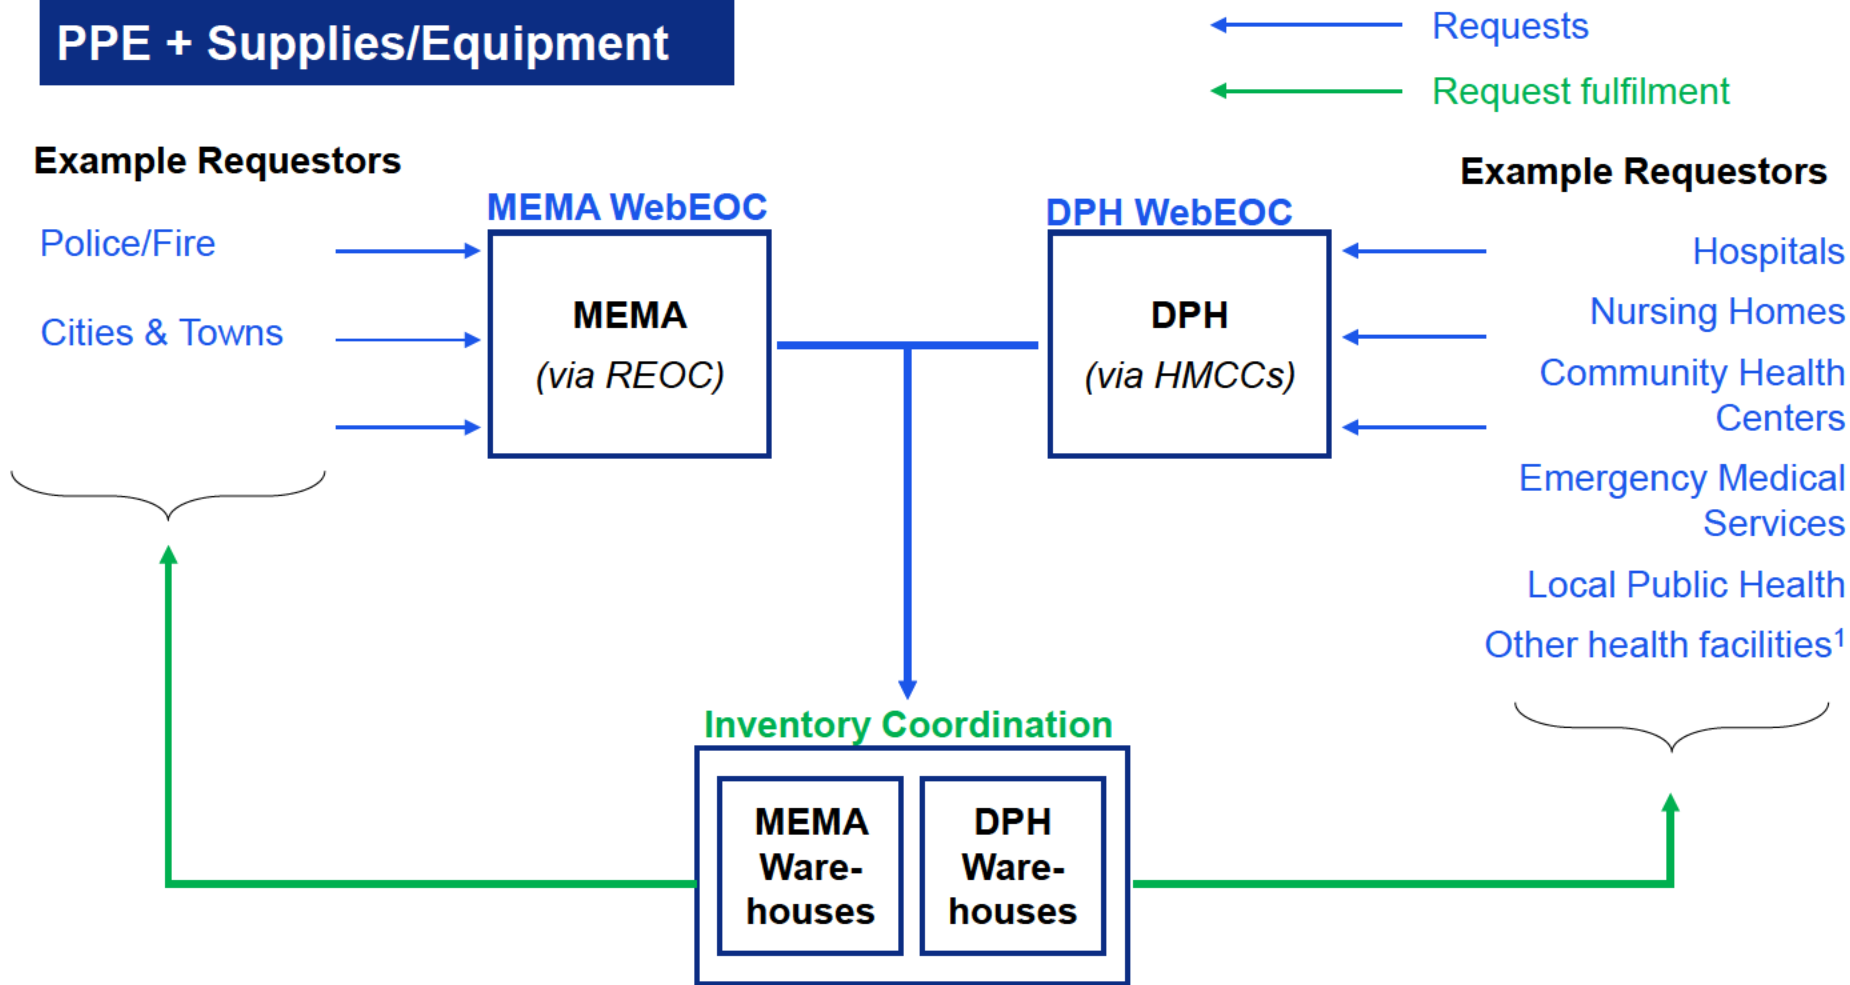 PPE + Supplies/Equipment
Requests
Request fulfilment
Example Requestors
Police/Fire
Cities & Towns
MEMA WebEOC
MEMA
(via REOC)
DPH WebEOC
DPH
(via HMCCs)
Example Requestors
Hospitals
Nursing Homes
Community Health
Centers
Emergency Medical
Services
Local Public Health
Other health facilities¹
Inventory Coordination
MEMA
Ware-
houses
DPH
Ware-
houses